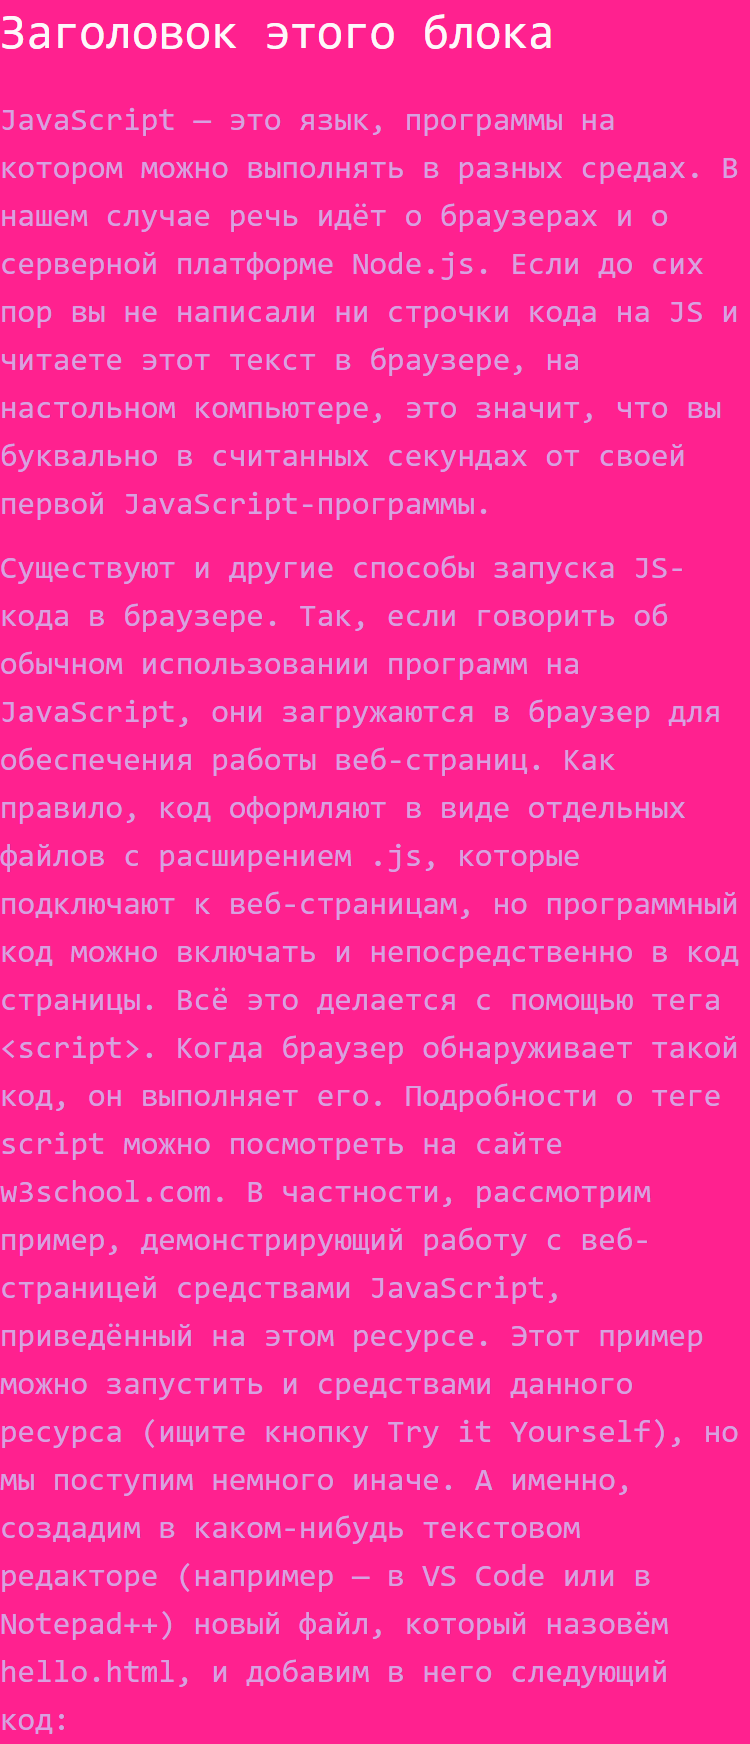 Заголовок этого блока
JavaScript — это язык, программы на
котором можно выполнять в разных средах. В
нашем случае речь идёт о браузерах и о
серверной платформе Node.js. Если до сих
пор вы не написали ни строчки кода на JS и
читаете этот текст в браузере, на
настольном компьютере, это значит, что вы
буквально в считанных секундах от своей
первой JavaScript-программы.
Существуют и другие способы запуска JS-
кода в браузере. Так, если говорить об
обычном использовании программ на
JavaScript, они загружаются в браузер для
обеспечения работы веб-страниц. Как
правило, код оформляют в виде отдельных
файлов с расширением .js, которые
подключают к веб-страницам, но программный
код можно включать и непосредственно в код
страницы. Всё это делается с помощью тега
<script>. Когда браузер обнаруживает такой
код, он выполняет его. Подробности о теге
script можно посмотреть на сайте
w3school.com. В частности, рассмотрим
пример, демонстрирующий работу с веб-
страницей средствами JavaScript,
приведённый на этом ресурсе. Этот пример
можно запустить и средствами данного
ресурса (ищите кнопку Try it Yourself), но
мы поступим немного иначе. А именно,
создадим в каком-нибудь текстовом
редакторе (например — в VS Code или в
Notepad++) новый файл, который назовём
hello.html, и добавим в него следующий
код: